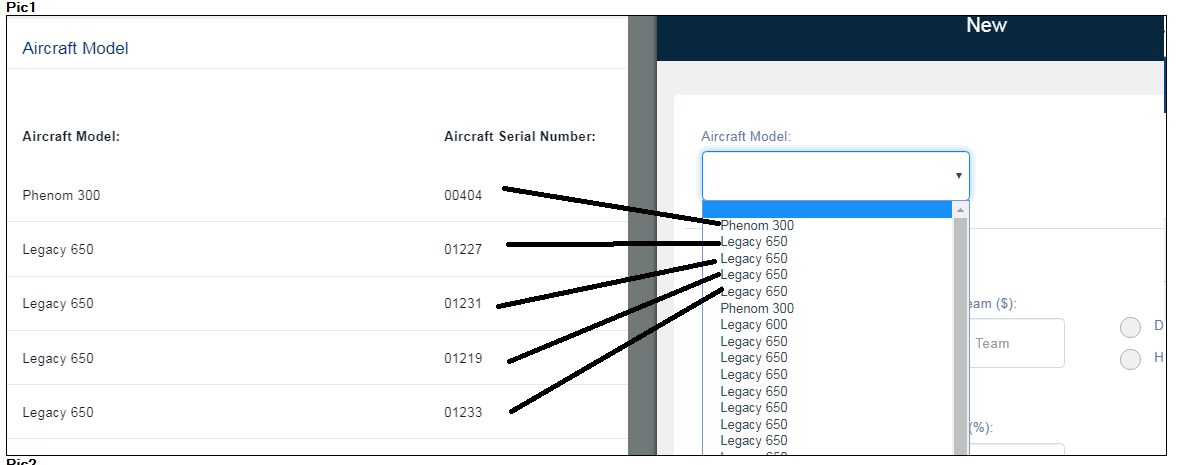 Pic1
Aircraft Model
New
Aircraft Model:
Aircraft Serial Number:
Phenom 300
00404
Legacy 650
01227
Legacy 650
01231
Legacy 650
01219
Legacy 650
01233
Aircraft Model:
Phenom 300
Legacy 650
Legacy 650
Legacy 650
Legacy 650
Phenom 300
Legacy 600
Legacy 650
Legacy 650
Legacy 650
Legacy 650
Legacy 650
Legacy 650
Legacy 650
eam ($):
Team
D
H
(%):
Pic2